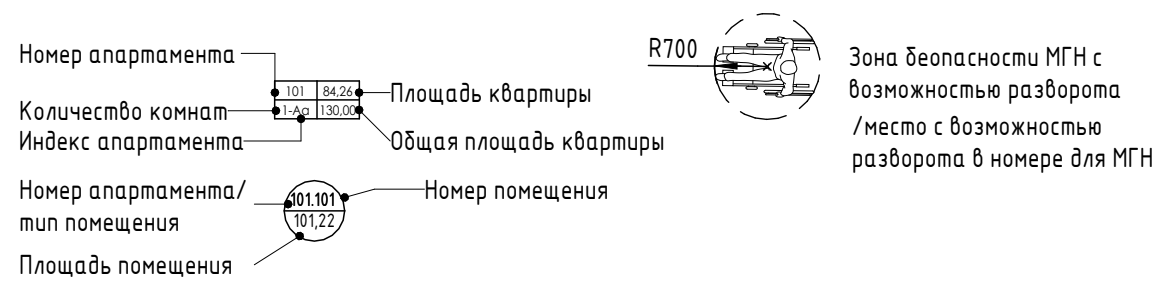 Номер апартамента
101 84,26
Площадь квартиры
Количество комнат
1-Аа 130,00
Индекс апартамента
Общая площадь квартиры
Номер апартамента/
тип помещения
101.101
Номер помещения
101,22
Площадь помещения
R700
Зона беопасности МГН с
возможностью разворота
/место с возможностью
разворота в номере для МГН